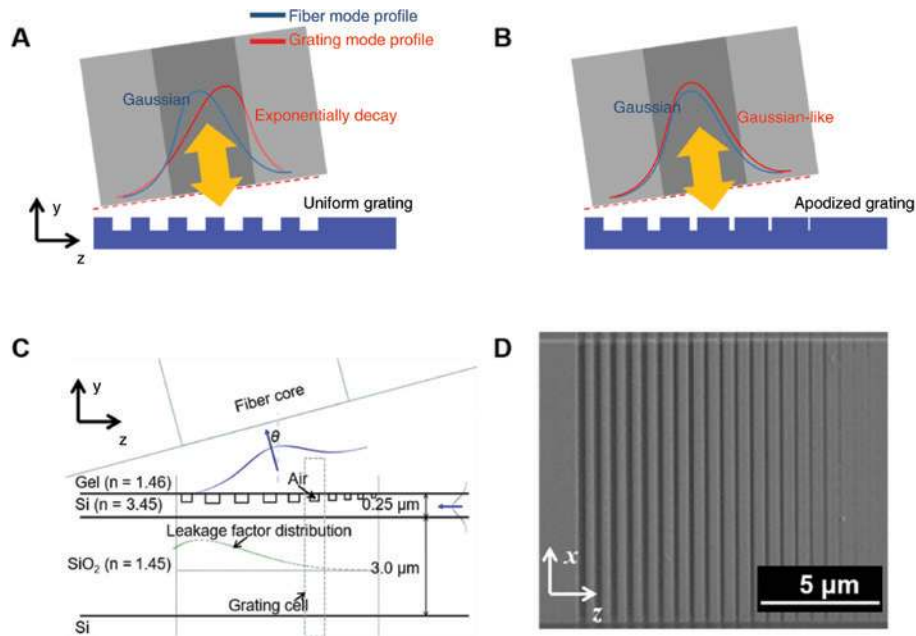 A
Fiber mode profile
Grating mode profile
Gaussian
Exponentially decay
Uniform grating
y
z
B
Gaussian
Gaussian-like
Apodized grating
C
y
z
Fiber core
θ
Gel (n = 1.46)
Air
Si (n = 3.45)
0.25 µm
Leakage factor distribution
SiO₂ (n = 1.45)
3.0 µm
Grating cell
Si
D
x
z
5 µm